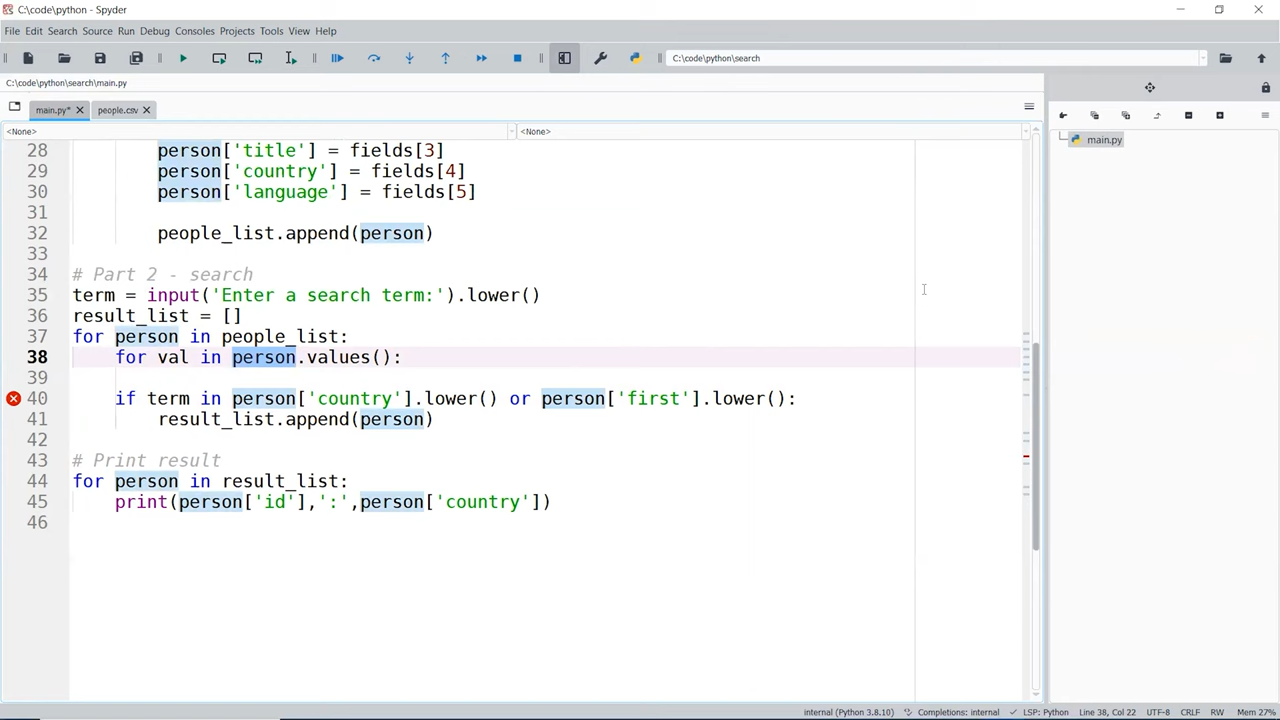 C:\code\python - Spyder
File Edit Search Source Run Debug Consoles Projects Tools View Help
C:\code\python\search
C:\code\python\search\main.py
main.py* people.csv
<None> <None>
main.py
28 person['title'] = fields[3]
29 person['country'] = fields[4]
30 person['language'] = fields[5]
31
32 people_list.append(person)
33
34 # Part 2 - search
35 term = input('Enter a search term:').lower()
36 result_list = []
37 for person in people_list:
38 for val in person.values():
39
40 if term in person['country'].lower() or person['first'].lower():
41 result_list.append(person)
42
43 # Print result
44 for person in result_list:
45 print(person['id'],':',person['country'])
46
internal (Python 3.8.10) Completions: internal LSP: Python Line 38, Col 22 UTF-8 CRLF RW Mem 27%